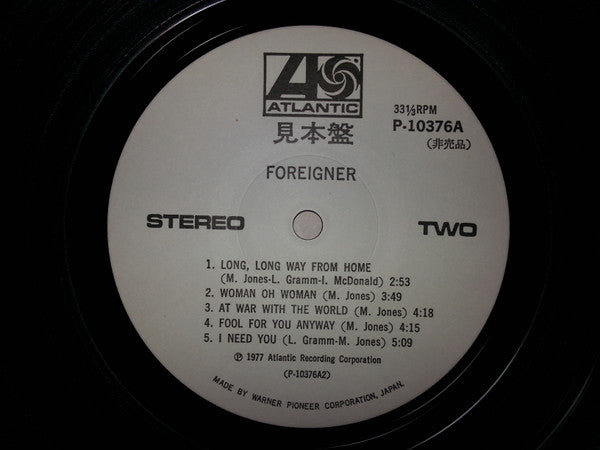 ATLANTIC
見本盤
33⅓RPM
P-10376A
(非売品)
FOREIGNER
STEREO
TWO
1. LONG, LONG WAY FROM HOME
(M. Jones-L. Gramm-I. McDonald) 2:53
2. WOMAN OH WOMAN (M. Jones) 3:49
3. AT WAR WITH THE WORLD (M. Jones) 4:18
4. FOOL FOR YOU ANYWAY (M. Jones) 4:15
5. I NEED YOU (L. Gramm-M. Jones) 5:09
℗ 1977 Atlantic Recording Corporation
(P-10376A2)
MADE BY WARNER PIONEER CORPORATION, JAPAN.